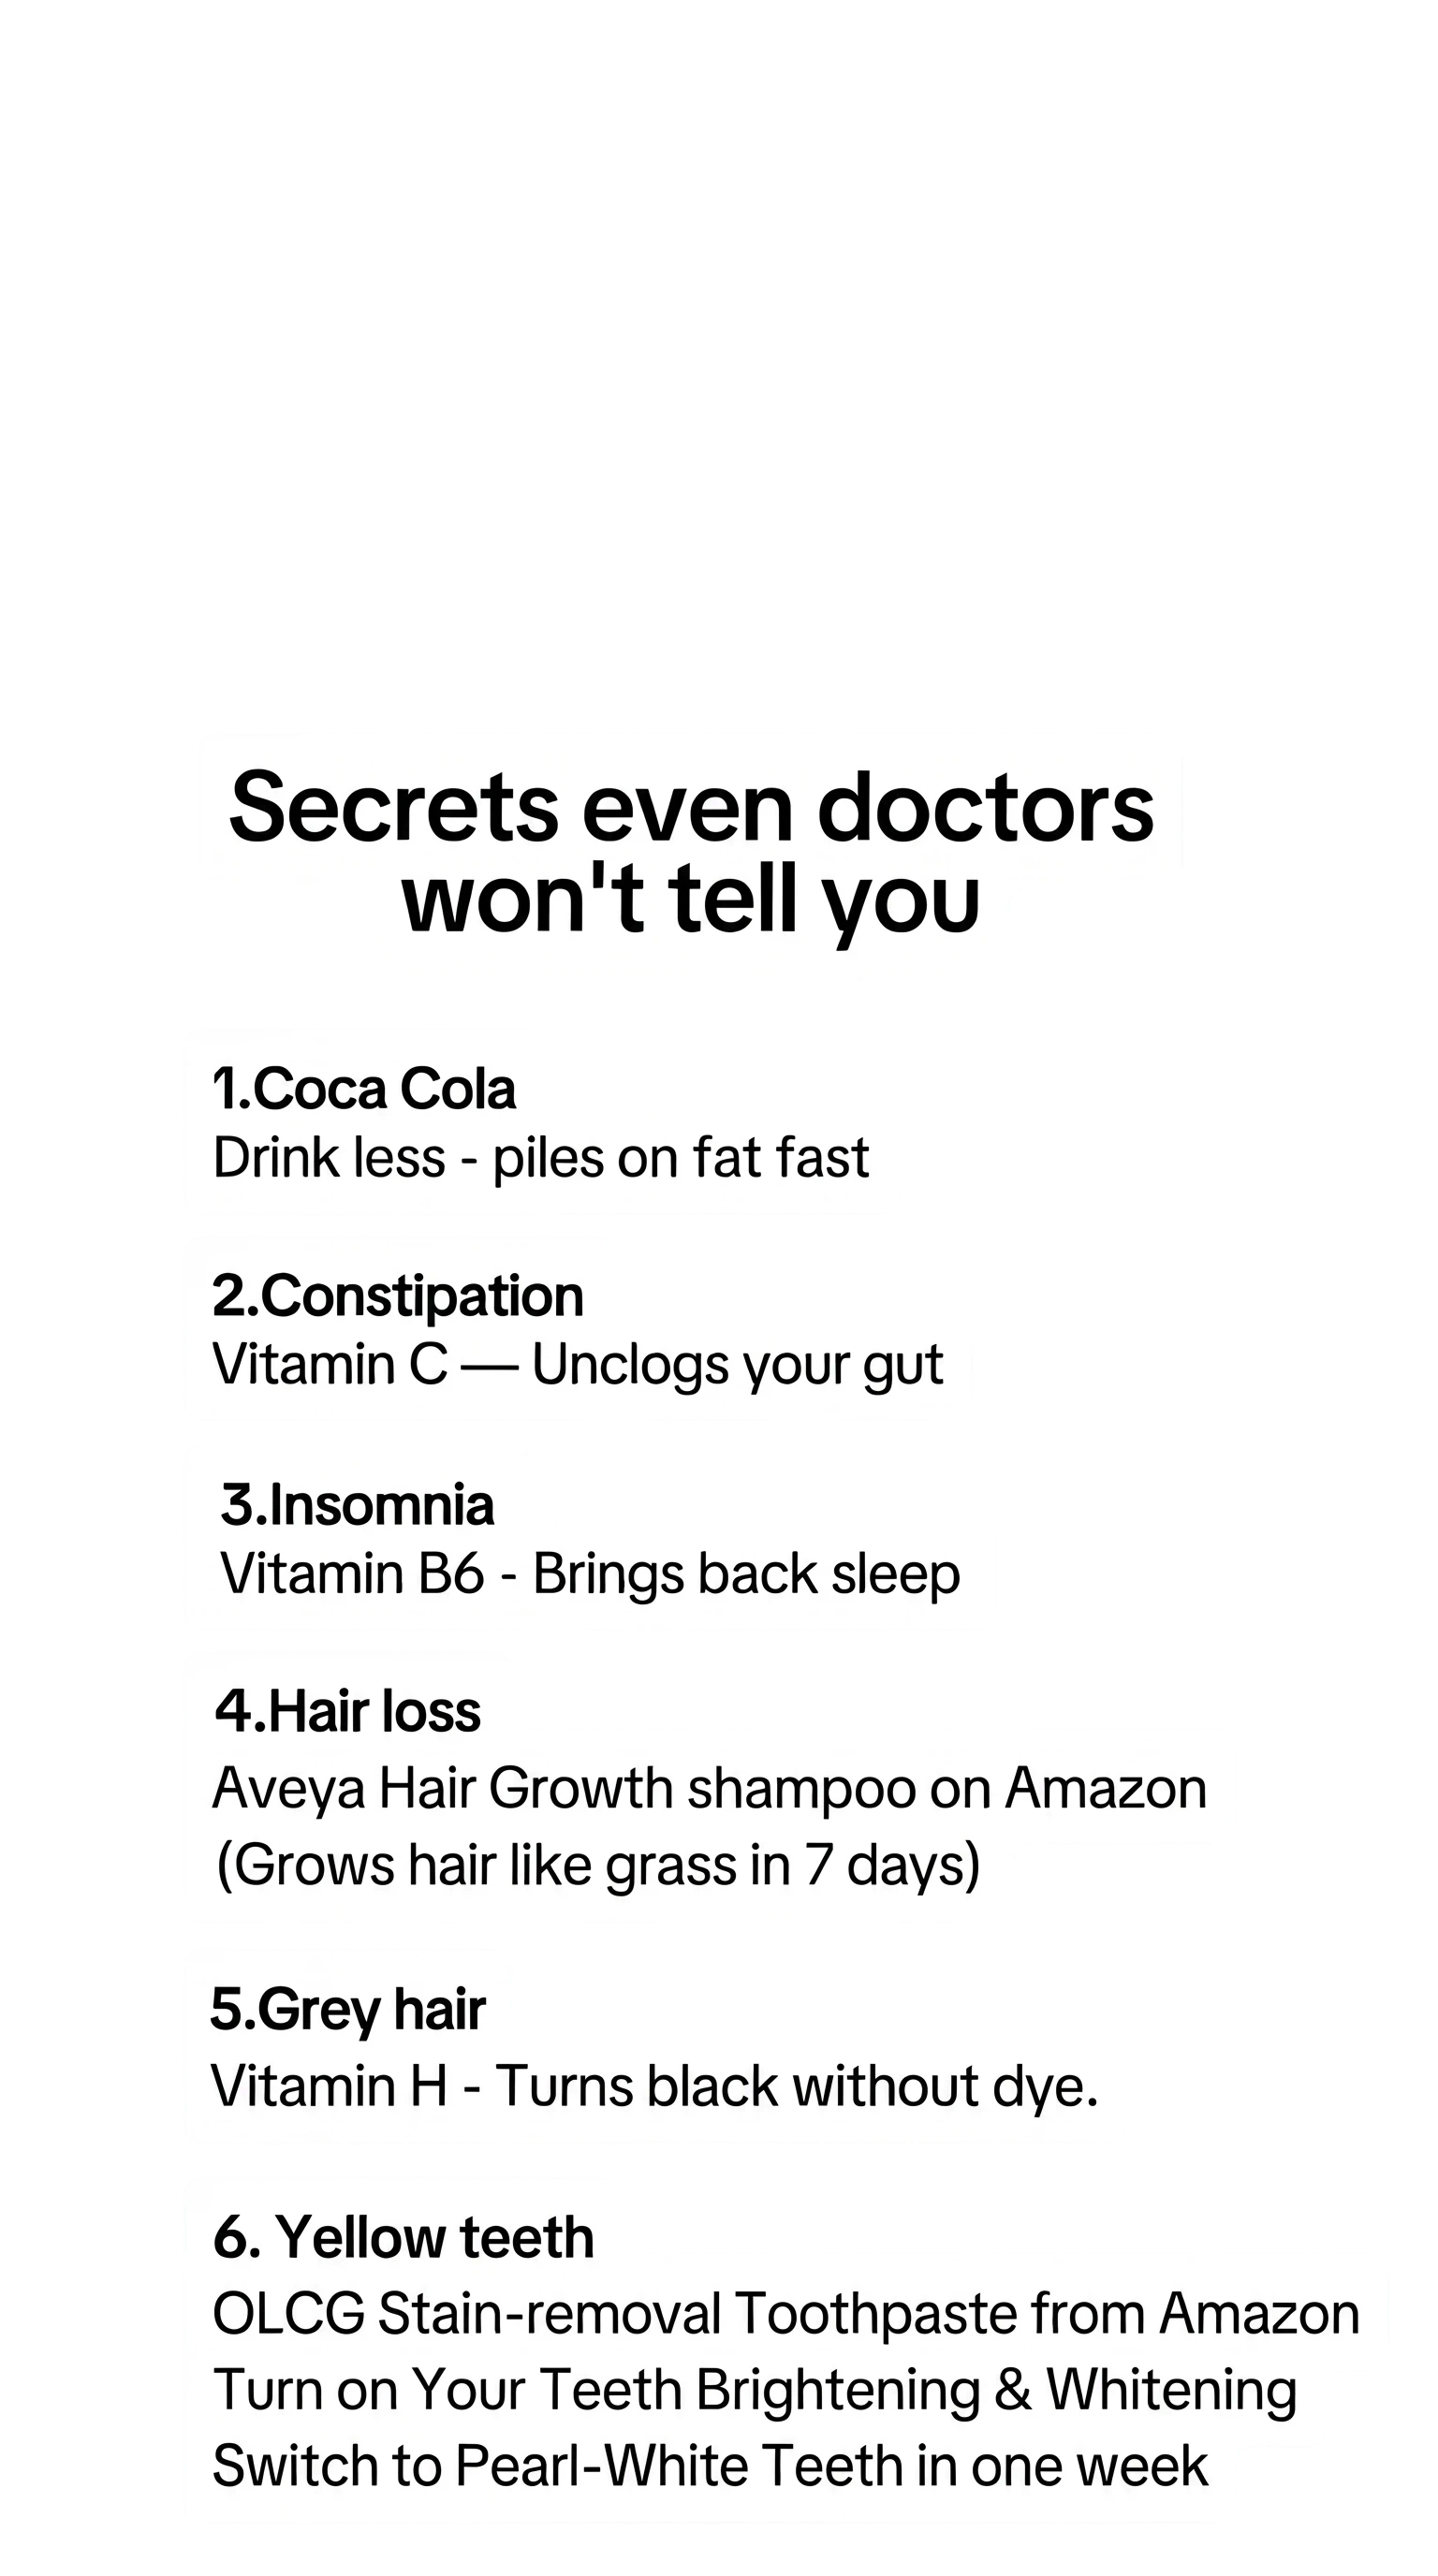 Secrets even doctors
won't tell you
1.Coca Cola
Drink less - piles on fat fast
2.Constipation
Vitamin C — Unclogs your gut
3.Insomnia
Vitamin B6 - Brings back sleep
4.Hair loss
Aveya Hair Growth shampoo on Amazon
(Grows hair like grass in 7 days)
5.Grey hair
Vitamin H - Turns black without dye.
6. Yellow teeth
OLCG Stain-removal Toothpaste from Amazon
Turn on Your Teeth Brightening & Whitening
Switch to Pearl-White Teeth in one week